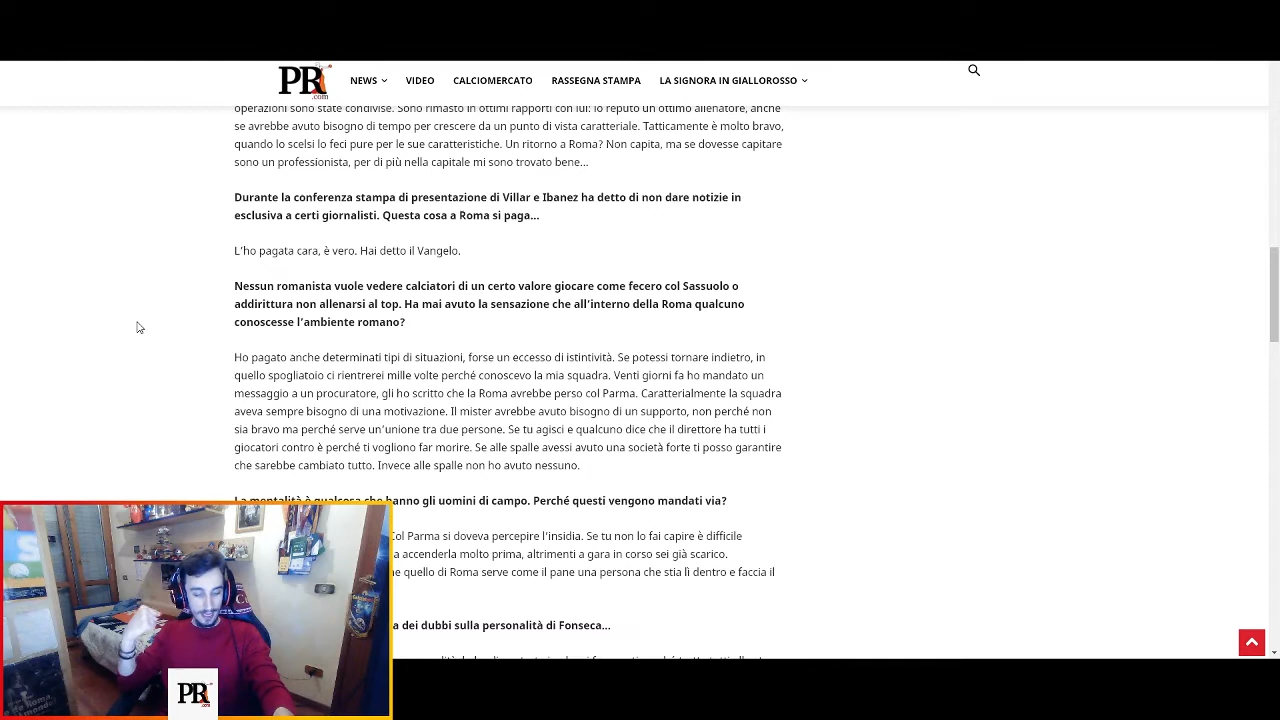 PR
.com
NEWS
VIDEO
CALCIOMERCATO
RASSEGNA STAMPA
LA SIGNORA IN GIALLOROSSO
operazioni sono state condivise. Sono rimasto in ottimi rapporti con lui: lo reputo un ottimo allenatore, anche
se avrebbe avuto bisogno di tempo per crescere da un punto di vista caratteriale. Tatticamente è molto bravo,
quando lo scelsi lo feci pure per le sue caratteristiche. Un ritorno a Roma? Non capita, ma se dovesse capitare
sono un professionista, per di più nella capitale mi sono trovato bene...
Durante la conferenza stampa di presentazione di Villar e Ibanez ha detto di non dare notizie in
esclusiva a certi giornalisti. Questa cosa a Roma si paga...
L'ho pagata cara, è vero. Hai detto il Vangelo.
Nessun romanista vuole vedere calciatori di un certo valore giocare come fecero col Sassuolo o
addirittura non allenarsi al top. Ha mai avuto la sensazione che all'interno della Roma qualcuno
conoscesse l'ambiente romano?
Ho pagato anche determinati tipi di situazioni, forse un eccesso di istintività. Se potessi tornare indietro, in
quello spogliatoio ci rientrerei mille volte perché conoscevo la mia squadra. Venti giorni fa ho mandato un
messaggio a un procuratore, gli ho scritto che la Roma avrebbe perso col Parma. Caratterialmente la squadra
aveva sempre bisogno di una motivazione. Il mister avrebbe avuto bisogno di un supporto, non perché non
sia bravo ma perché serve un'unione tra due persone. Se tu agisci e qualcuno dice che il direttore ha tutti i
giocatori contro è perché ti vogliono far morire. Se alle spalle avessi avuto una società forte ti posso garantire
che sarebbe cambiato tutto. Invece alle spalle non ho avuto nessuno.
La mentalità è qualcosa che hanno gli uomini di campo. Perché questi vengono mandati via?
Col Parma si doveva percepire l'insidia. Se tu non lo fai capire è difficile
a accenderla molto prima, altrimenti a gara in corso sei già scarico.
ne quello di Roma serve come il pane una persona che stia lì dentro e faccia il
a dei dubbi sulla personalità di Fonseca...
PR
.com